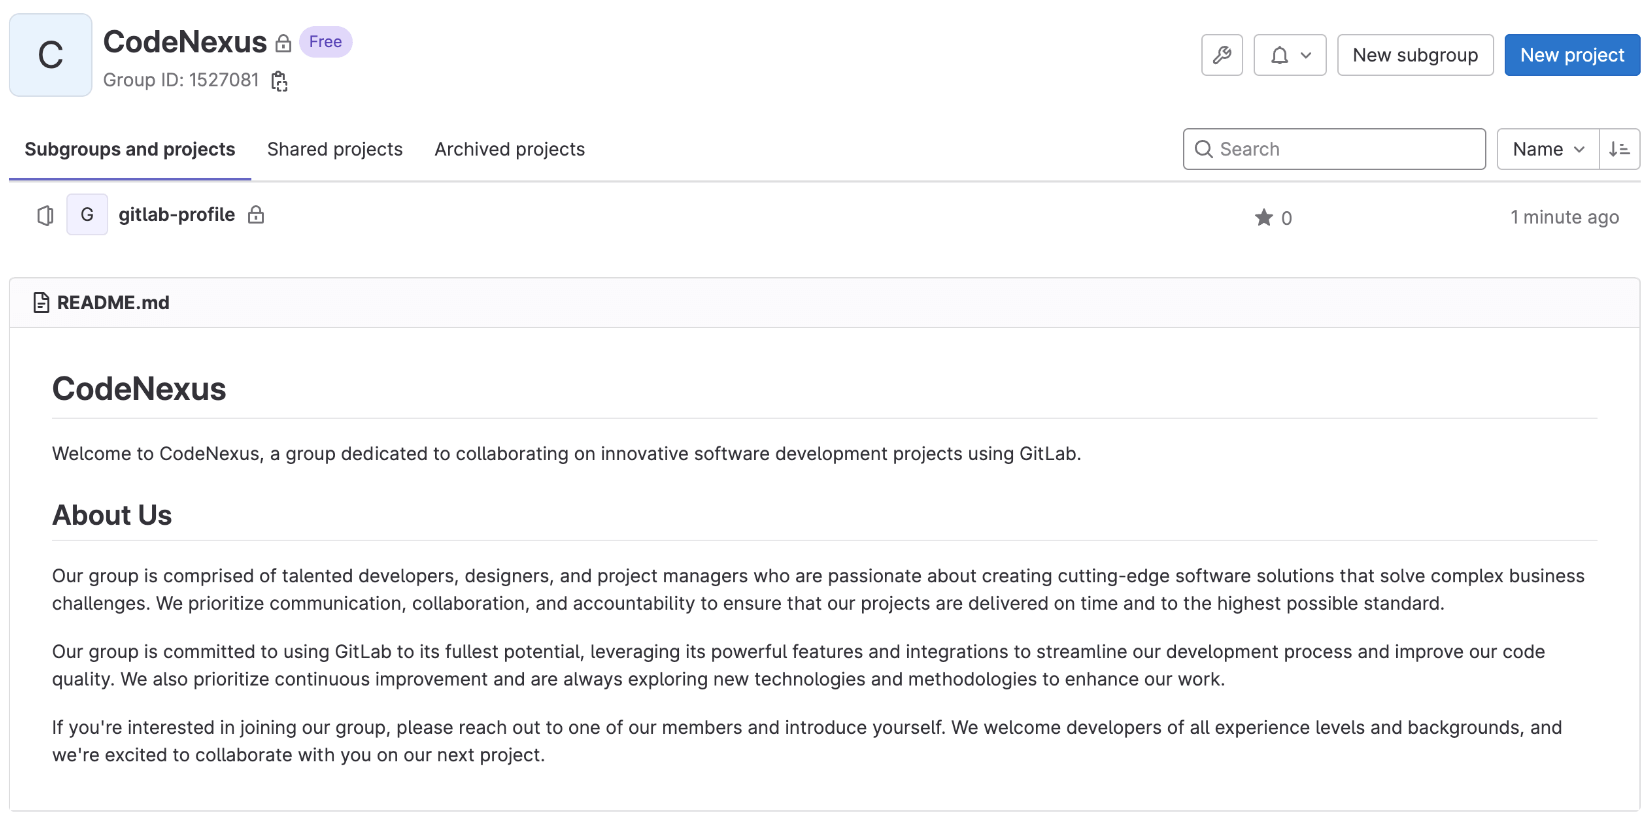 C
CodeNexus Free
Group ID: 1527081
New subgroup
New project
Subgroups and projects
Shared projects
Archived projects
Search
Name
G
gitlab-profile
0
1 minute ago
README.md
CodeNexus
Welcome to CodeNexus, a group dedicated to collaborating on innovative software development projects using GitLab.
About Us
Our group is comprised of talented developers, designers, and project managers who are passionate about creating cutting-edge software solutions that solve complex business
challenges. We prioritize communication, collaboration, and accountability to ensure that our projects are delivered on time and to the highest possible standard.
Our group is committed to using GitLab to its fullest potential, leveraging its powerful features and integrations to streamline our development process and improve our code
quality. We also prioritize continuous improvement and are always exploring new technologies and methodologies to enhance our work.
If you're interested in joining our group, please reach out to one of our members and introduce yourself. We welcome developers of all experience levels and backgrounds, and
we're excited to collaborate with you on our next project.